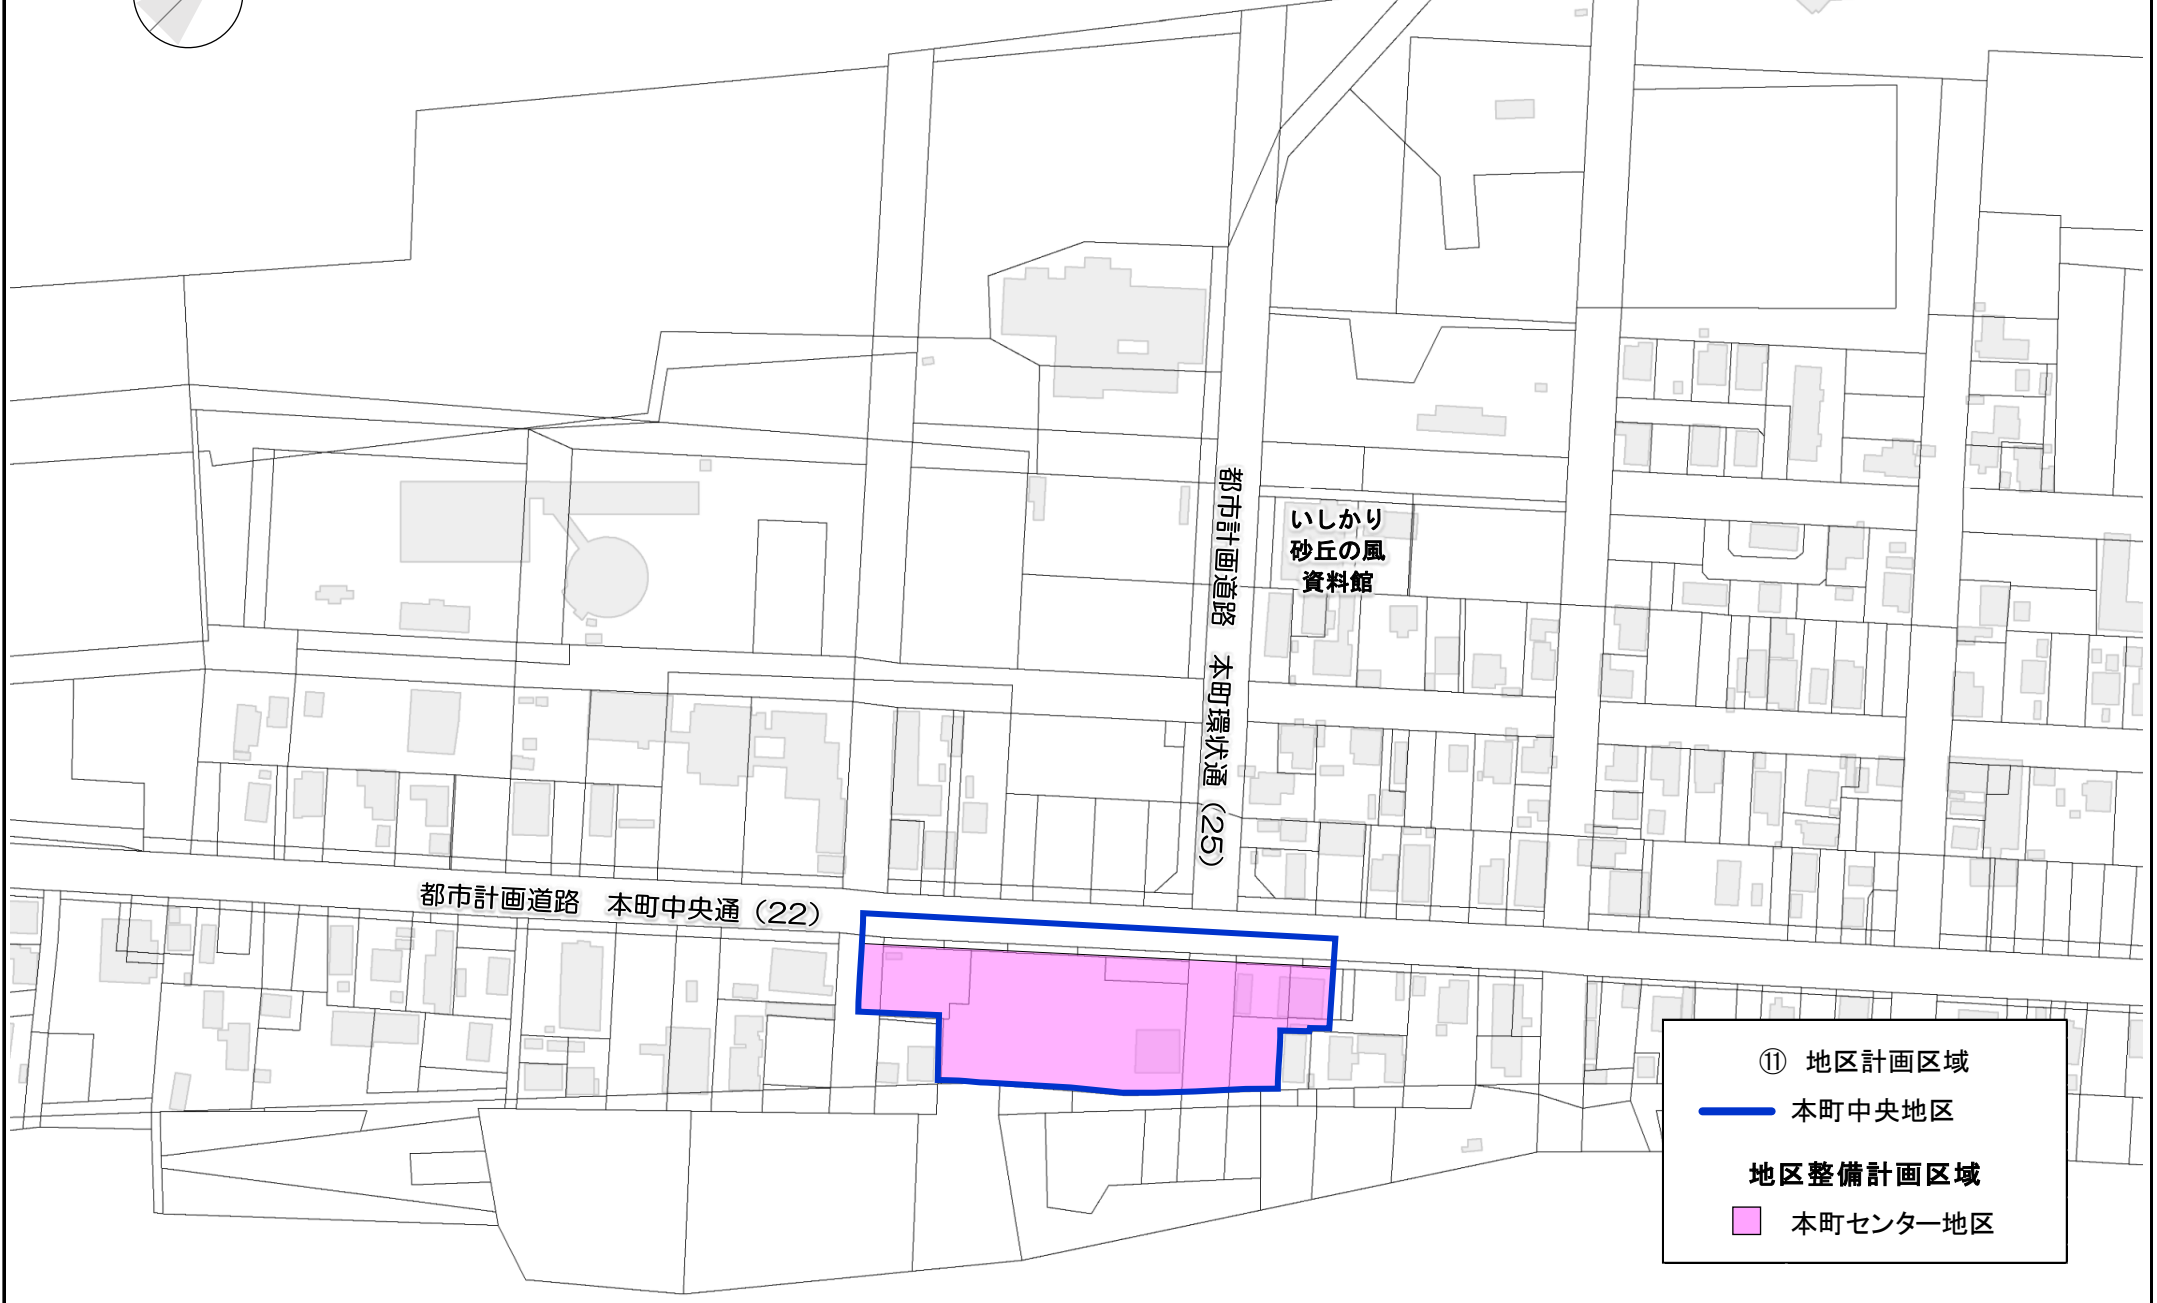 都市計画道路　本町環状通（25）
いしかり
砂丘の風
資料館
都市計画道路　本町中央通（22）
⑪　地区計画区域
本町中央地区
地区整備計画区域
本町センター地区